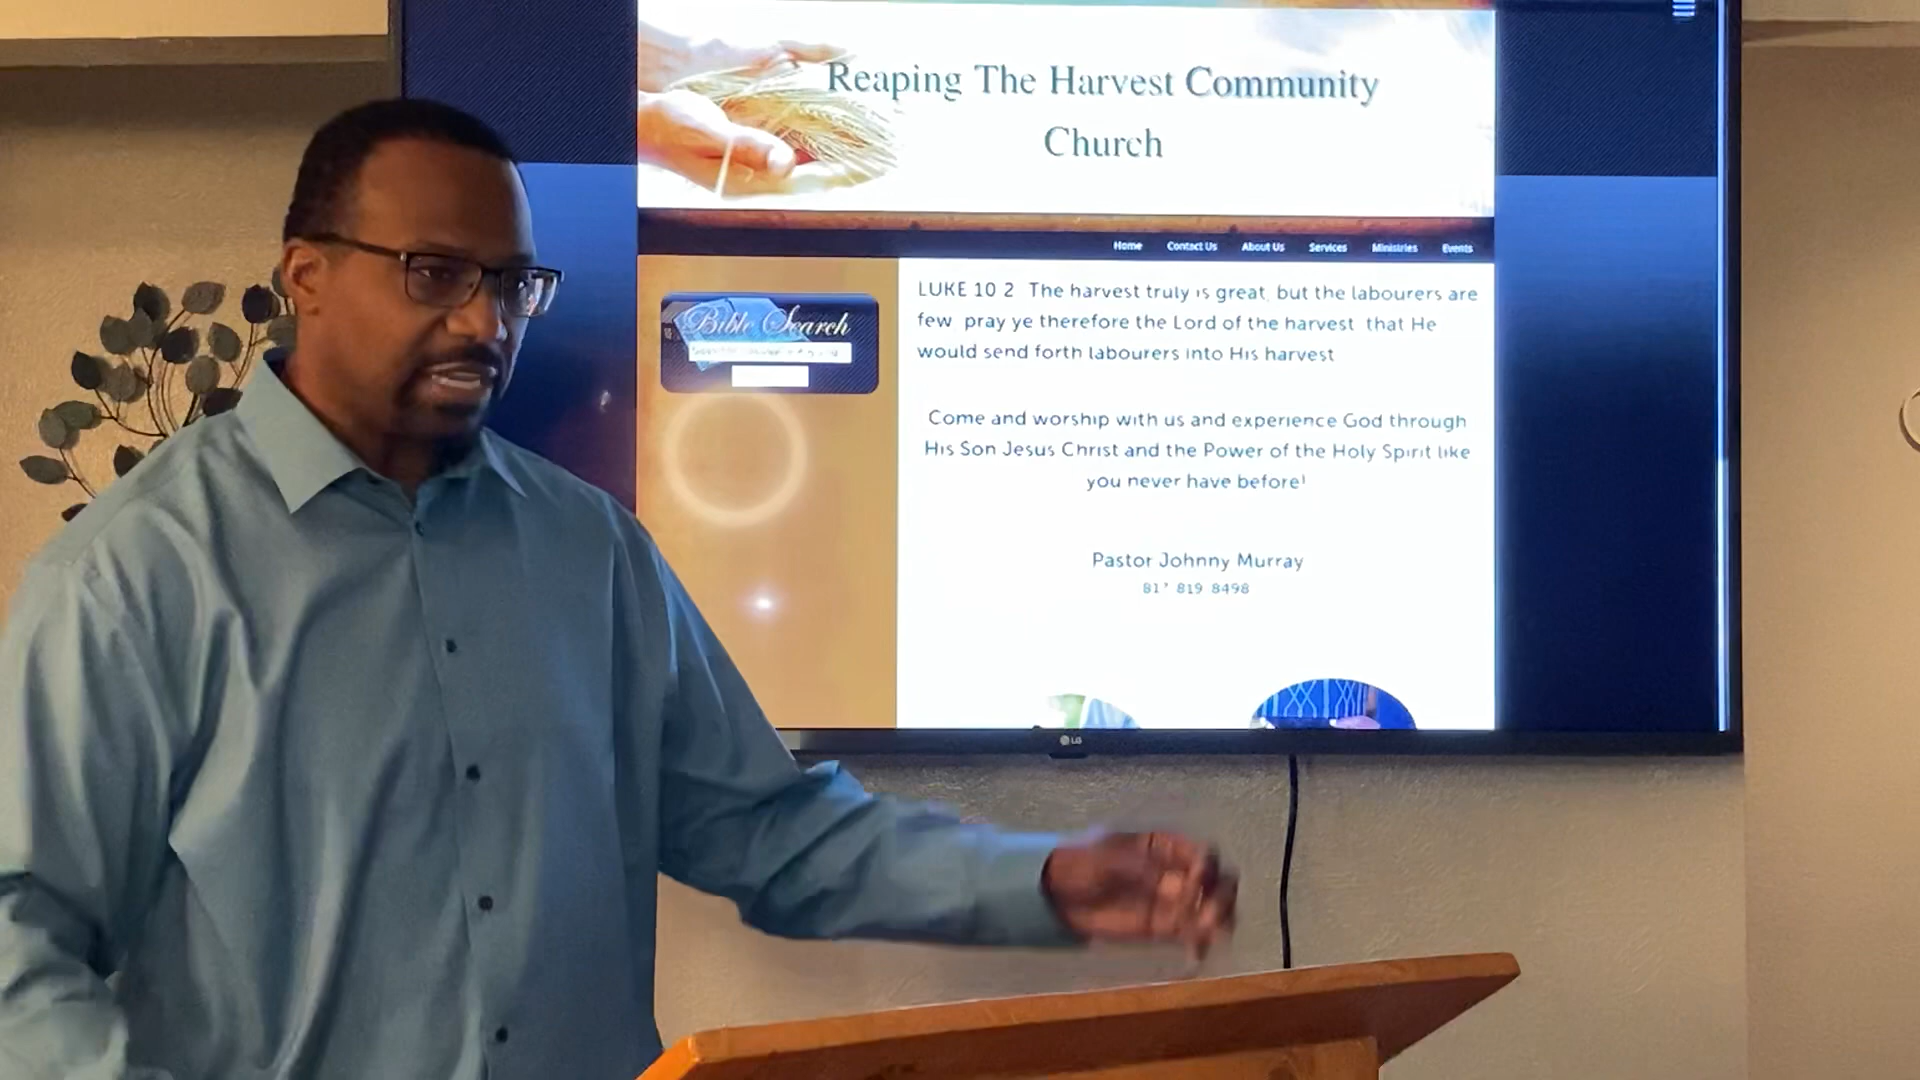 Reaping The Harvest Community
Church
Home Contact Us About Us Services Ministries Events
Bible Search
LUKE 10 2 The harvest truly is great, but the labourers are
few, pray ye therefore the Lord of the harvest that He
would send forth labourers into His harvest
Come and worship with us and experience God through
His Son Jesus Christ and the Power of the Holy Spirit like
you never have before!
Pastor Johnny Murray
817 819 8498
LG